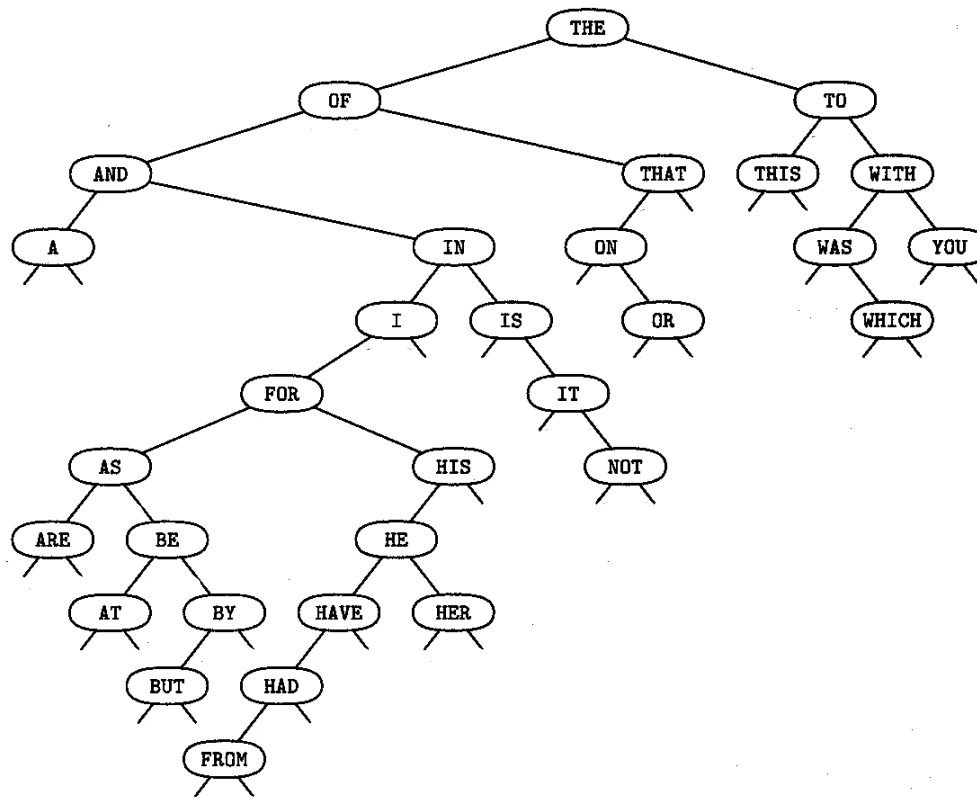 THE
OF TO
AND THAT THIS WITH
A IN ON WAS YOU
I IS OR WHICH
FOR IT
AS HIS NOT
ARE BE HE
AT BY HAVE HER
BUT HAD
FROM